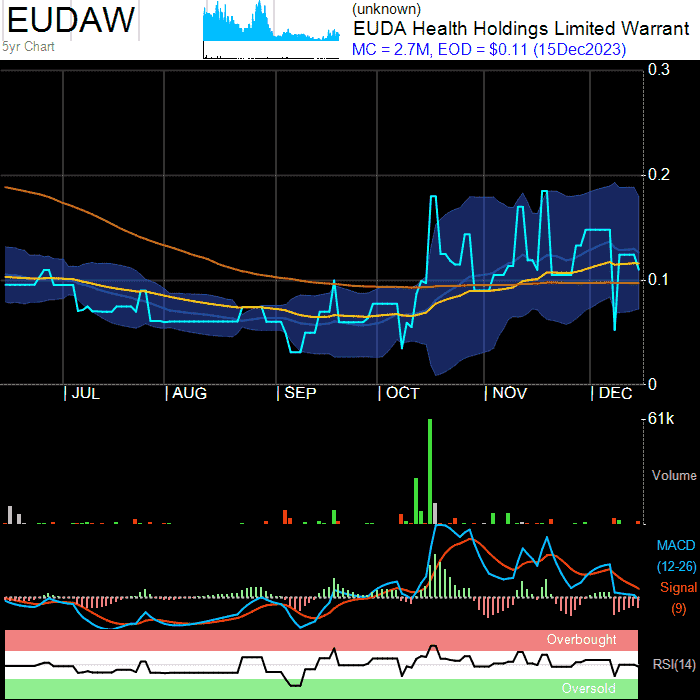 EUDAW
5yr Chart
(unknown)
EUDA Health Holdings Limited Warrant
MC = 2.7M, EOD = $0.11 (15Dec2023)
0.3
0.2
0.1
0
| JUL | AUG | SEP | OCT | NOV | DEC
61k
Volume
MACD
(12-26)
Signal
(9)
Overbought
RSI(14)
Oversold